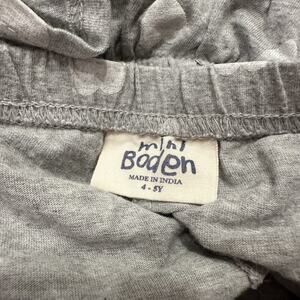 mini
Boden
MADE IN INDIA
4 - 5Y